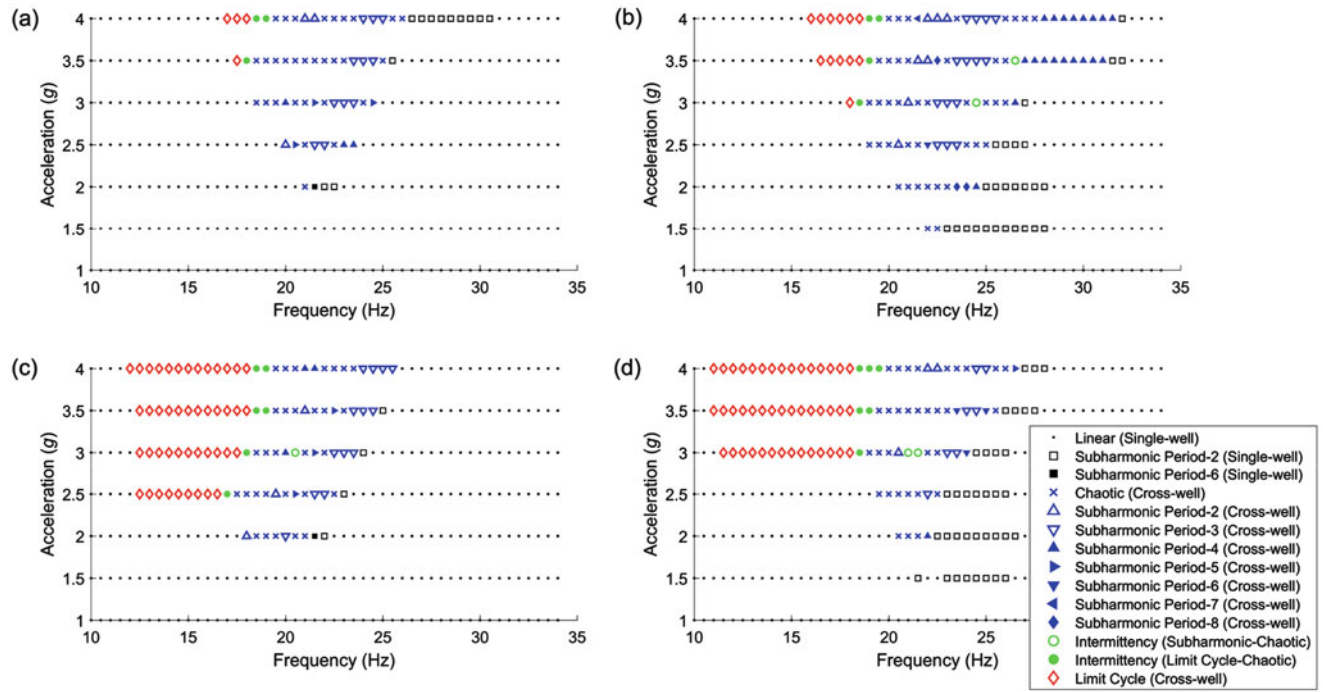 (a)
4
3.5
3
2.5
2
1.5
1
Acceleration (g)
10 15 20 25 30 35
Frequency (Hz)
(b)
4
3.5
3
2.5
2
1.5
1
Acceleration (g)
10 15 20 25 30 35
Frequency (Hz)
(c)
4
3.5
3
2.5
2
1.5
1
Acceleration (g)
10 15 20 25 30 35
Frequency (Hz)
(d)
4
3.5
3
2.5
2
1.5
1
Acceleration (g)
10 15 20 25
Frequency (Hz)
Linear (Single-well)
Subharmonic Period-2 (Single-well)
Subharmonic Period-6 (Single-well)
Chaotic (Cross-well)
Subharmonic Period-2 (Cross-well)
Subharmonic Period-3 (Cross-well)
Subharmonic Period-4 (Cross-well)
Subharmonic Period-5 (Cross-well)
Subharmonic Period-6 (Cross-well)
Subharmonic Period-7 (Cross-well)
Subharmonic Period-8 (Cross-well)
Intermittency (Subharmonic-Chaotic)
Intermittency (Limit Cycle-Chaotic)
Limit Cycle (Cross-well)